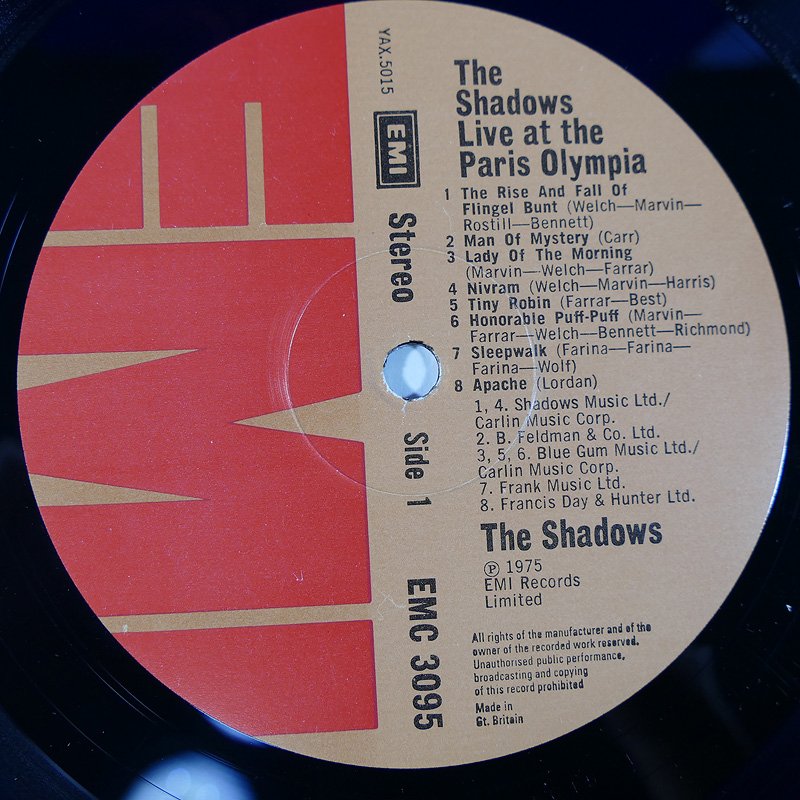 YAX.5015
EMI
Stereo
Side 1
EMC 3095
The
Shadows
Live at the
Paris Olympia
1 The Rise And Fall Of
Flingel Bunt (Welch—Marvin—
Rostill—Bennett)
2 Man Of Mystery (Carr)
3 Lady Of The Morning
(Marvin—Welch—Farrar)
4 Nivram (Welch—Marvin—Harris)
5 Tiny Robin (Farrar—Best)
6 Honorable Puff-Puff (Marvin—
Farrar—Welch—Bennett—Richmond)
7 Sleepwalk (Farina—Farina—
Farina—Wolf)
8 Apache (Lordan)
1, 4. Shadows Music Ltd./
Carlin Music Corp.
2. B. Feldman & Co. Ltd.
3, 5, 6. Blue Gum Music Ltd./
Carlin Music Corp.
7. Frank Music Ltd.
8. Francis Day & Hunter Ltd.
The Shadows
Ⓟ 1975
EMI Records
Limited
All rights of the manufacturer and of the
owner of the recorded work reserved.
Unauthorised public performance,
broadcasting and copying
of this record prohibited
Made in
Gt. Britain